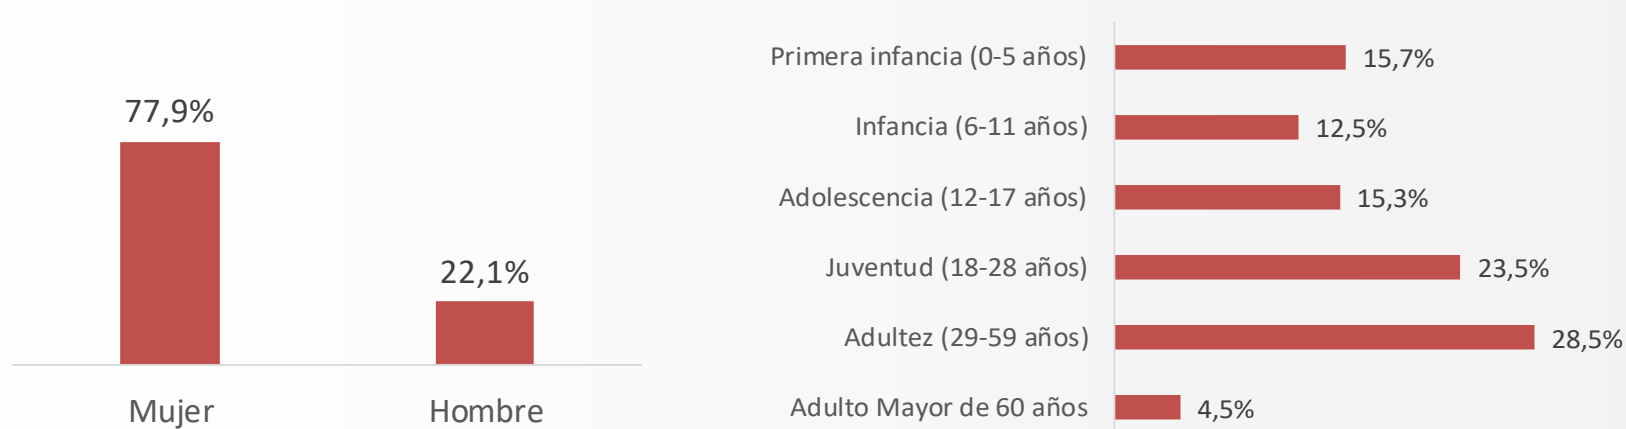 77,9%
22,1%
Mujer
Hombre
Primera infancia (0-5 años)
15,7%
Infancia (6-11 años)
12,5%
Adolescencia (12-17 años)
15,3%
Juventud (18-28 años)
23,5%
Adultez (29-59 años)
28,5%
Adulto Mayor de 60 años
4,5%